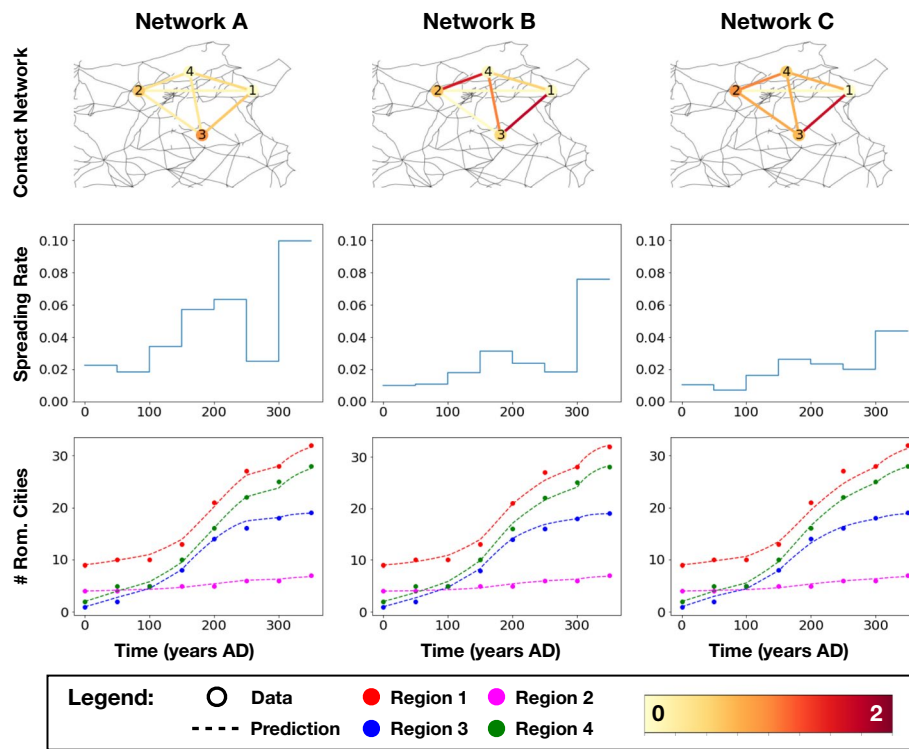 Network A Network B Network C
Contact Network
4 4 4
2 1 2 1 2 1
3 3 3
Spreading Rate
0.10 0.10 0.10
0.08 0.08 0.08
0.06 0.06 0.06
0.04 0.04 0.04
0.02 0.02 0.02
0.00 0.00 0.00
0 100 200 300 0 100 200 300 0 100 200 300
# Rom. Cities
30 30 30
20 20 20
10 10 10
0 0 0
0 100 200 300 0 100 200 300 0 100 200 300
Time (years AD) Time (years AD) Time (years AD)
Legend: Data Region 1 Region 2 0 2
Prediction Region 3 Region 4